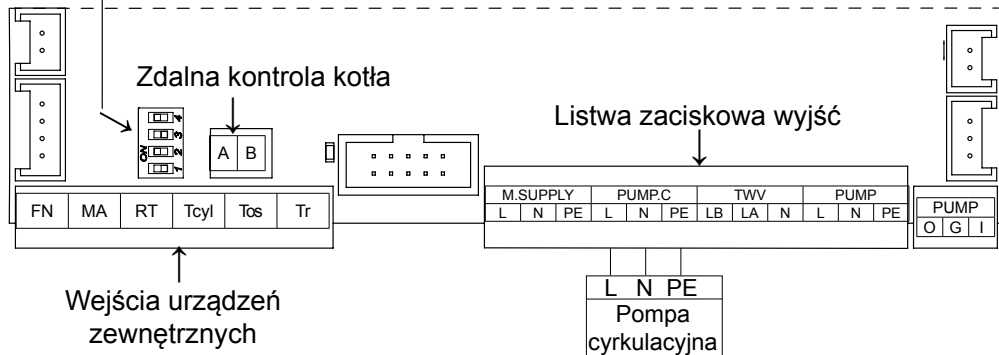 Zdalna kontrola kotła
Listwa zaciskowa wyjść
ON
1 2 3 4
A B
M.SUPPLY PUMP.C TWV PUMP
L N PE L N PE LB LA N L N PE
FN MA RT Tcyl Tos Tr
PUMP
O G I
Wejścia urządzeń
zewnętrznych
L N PE
Pompa
cyrkulacyjna